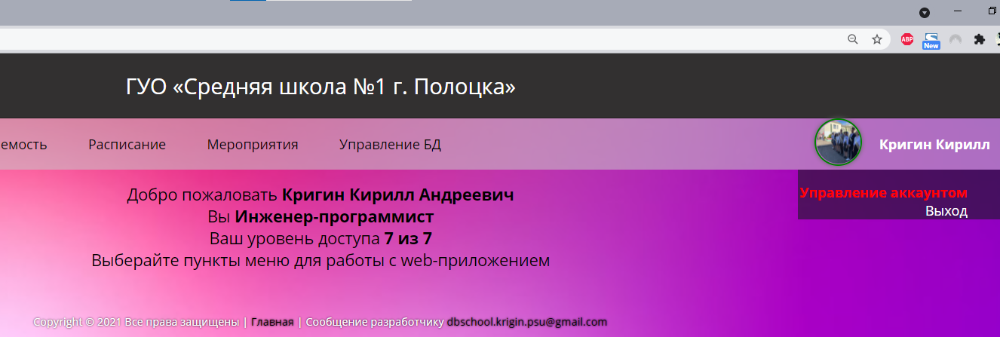 ABP
New
ГУО «Средняя школа №1 г. Полоцка»
емость Расписание Мероприятия Управление БД Кригин Кирилл
Управление аккаунтом
Выход
Добро пожаловать Кригин Кирилл Андреевич
Вы Инженер-программист
Ваш уровень доступа 7 из 7
Выберайте пункты меню для работы с web-приложением
Copyright © 2021 Все права защищены | Главная | Сообщение разработчику dbschool.krigin.psu@gmail.com